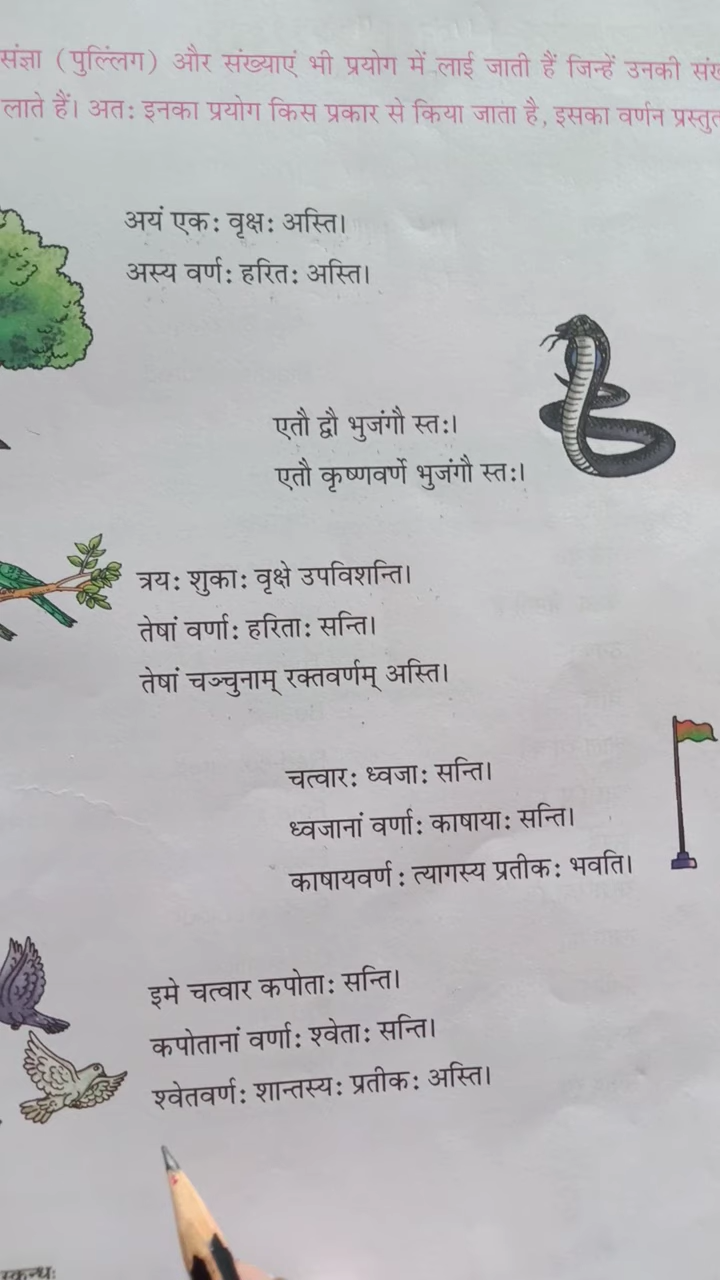 संज्ञा (पुल्लिंग) और संख्याएं भी प्रयोग में लाई जाती हैं जिन्हें उनकी
लाते हैं। अतः इनका प्रयोग किस प्रकार से किया जाता है, इसका वर्णन प्रस्तुत
अयं एकः वृक्षः अस्ति।
अस्य वर्णः हरितः अस्ति।
एतौ द्वौ भुजंगौ स्तः।
एतौ कृष्णवर्णे भुजंगौ स्तः।
त्रयः शुकाः वृक्षे उपविशन्ति।
तेषां वर्णाः हरिताः सन्ति।
तेषां चञ्चुनाम् रक्तवर्णम् अस्ति।
चत्वारः ध्वजाः सन्ति।
ध्वजानां वर्णाः काषायाः सन्ति।
काषायवर्णः त्यागस्य प्रतीकः भवति।
इमे चत्वार कपोताः सन्ति।
कपोतानां वर्णाः श्वेताः सन्ति।
श्वेतवर्णः शान्तस्यः प्रतीकः अस्ति।